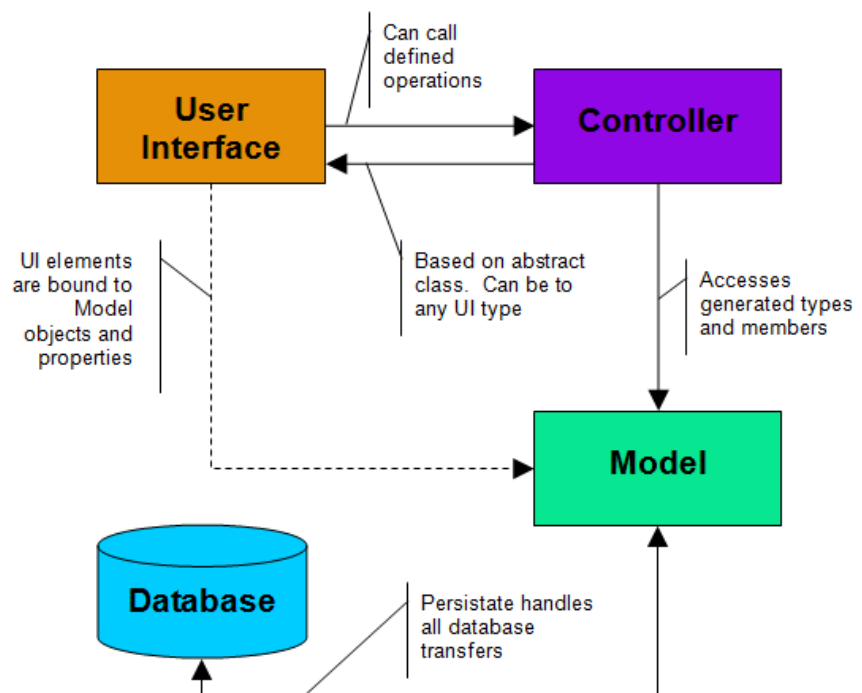 Can call
defined
operations
User
Interface
Controller
UI elements
are bound to
Model
objects and
properties
Based on abstract
class. Can be to
any UI type
Accesses
generated types
and members
Model
Database
Persistate handles
all database
transfers